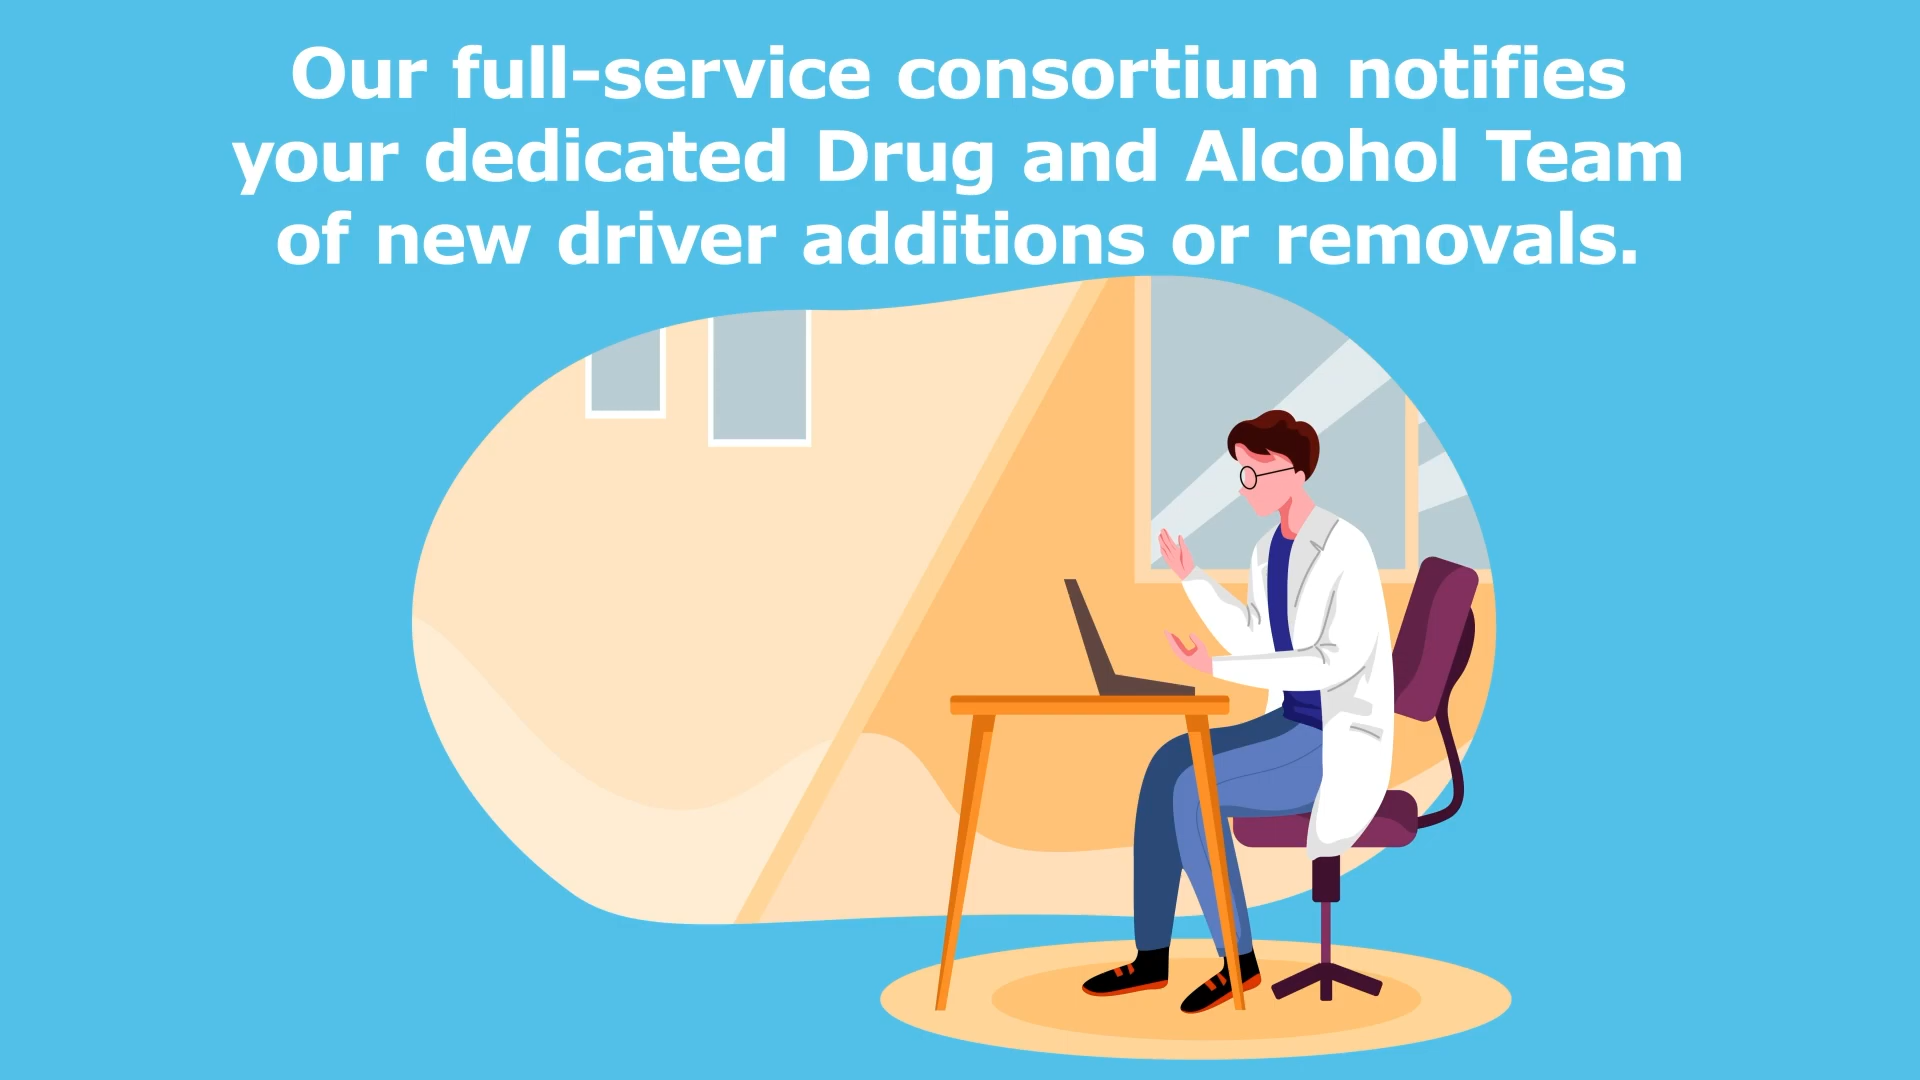 Our full-service consortium notifies
your dedicated Drug and Alcohol Team
of new driver additions or removals.